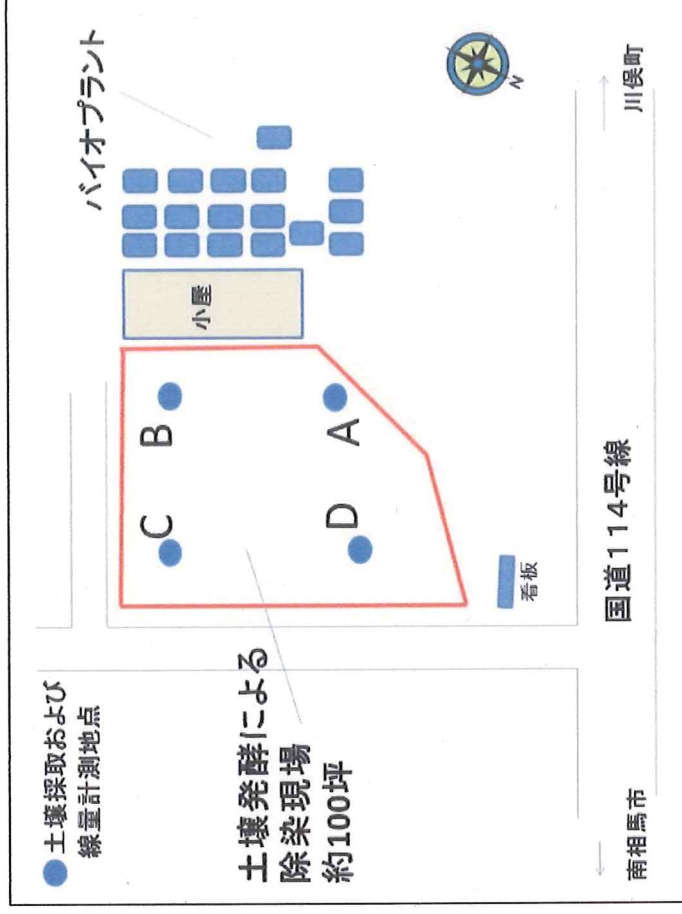 土壌採取および
線量計測地点
バイオプラント
小屋
N
C
B
D
A
土壌発酵による
除染現場
約100坪
看板
国道114号線
←
南相馬市
→
川俣町